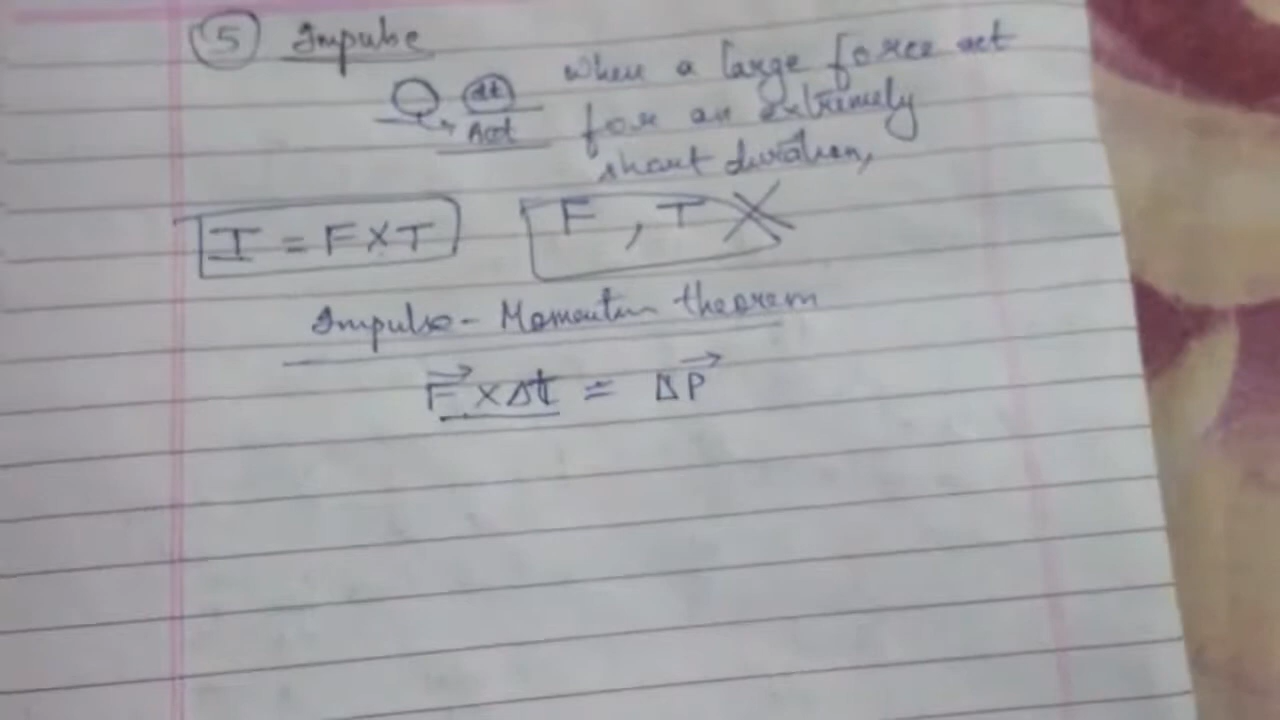 5 Impulse
dt When a large force act
Act for an extremely
short duration,
I = F × T F , T X
Impulse - Momentum theorem
F⃗ × Δt = ΔP⃗